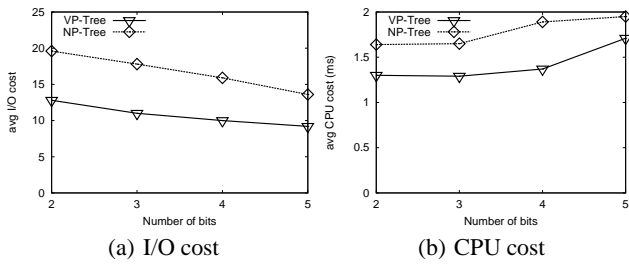 VP-Tree
NP-Tree
avg I/O cost
25
20
15
10
5
0
2
3
4
5
Number of bits
(a) I/O cost
VP-Tree
NP-Tree
avg CPU cost (ms)
2
1.5
1
0.5
0
2
3
4
5
Number of bits
(b) CPU cost